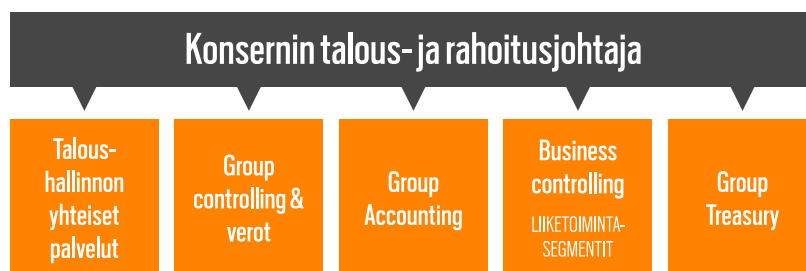 Konsernin talous- ja rahoitusjohtaja
Talous-
hallinnon
yhteiset
palvelut
Group
controlling &
verot
Group
Accounting
Business
controlling
LIIKETOIMINTA-
SEGMENTIT
Group
Treasury